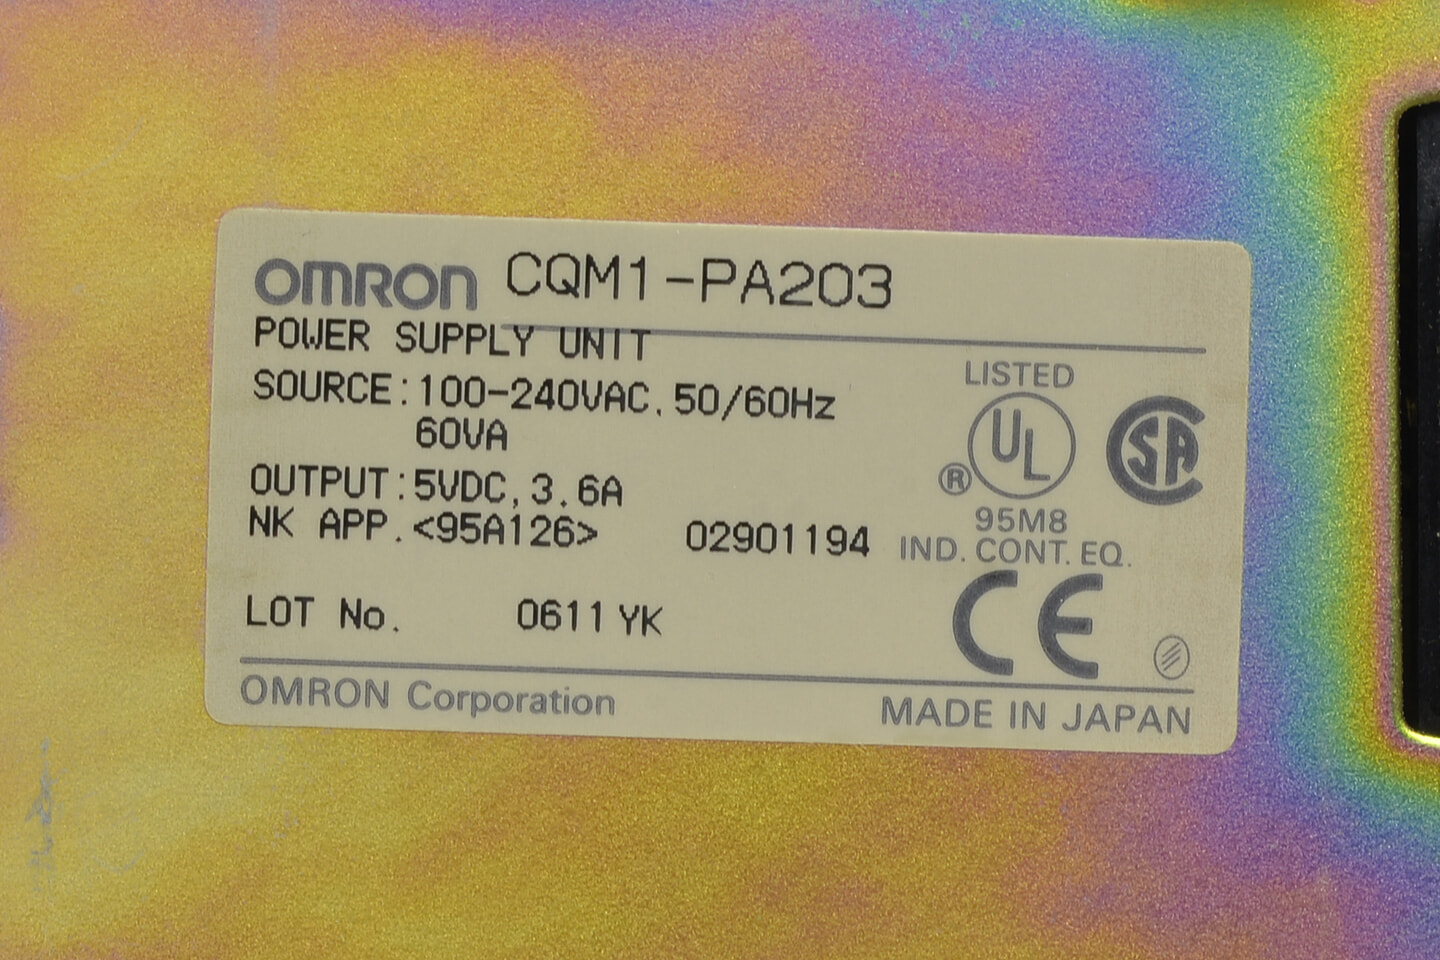 OMRON CQM1-PA203
POWER SUPPLY UNIT
SOURCE:100-240VAC, 50/60Hz
60VA
OUTPUT:5VDC, 3.6A
NK APP.<95A126> 02901194
LOT No. 0611 YK
LISTED
UL
®
SA
95M8
IND. CONT. EQ.
CE
OMRON Corporation MADE IN JAPAN